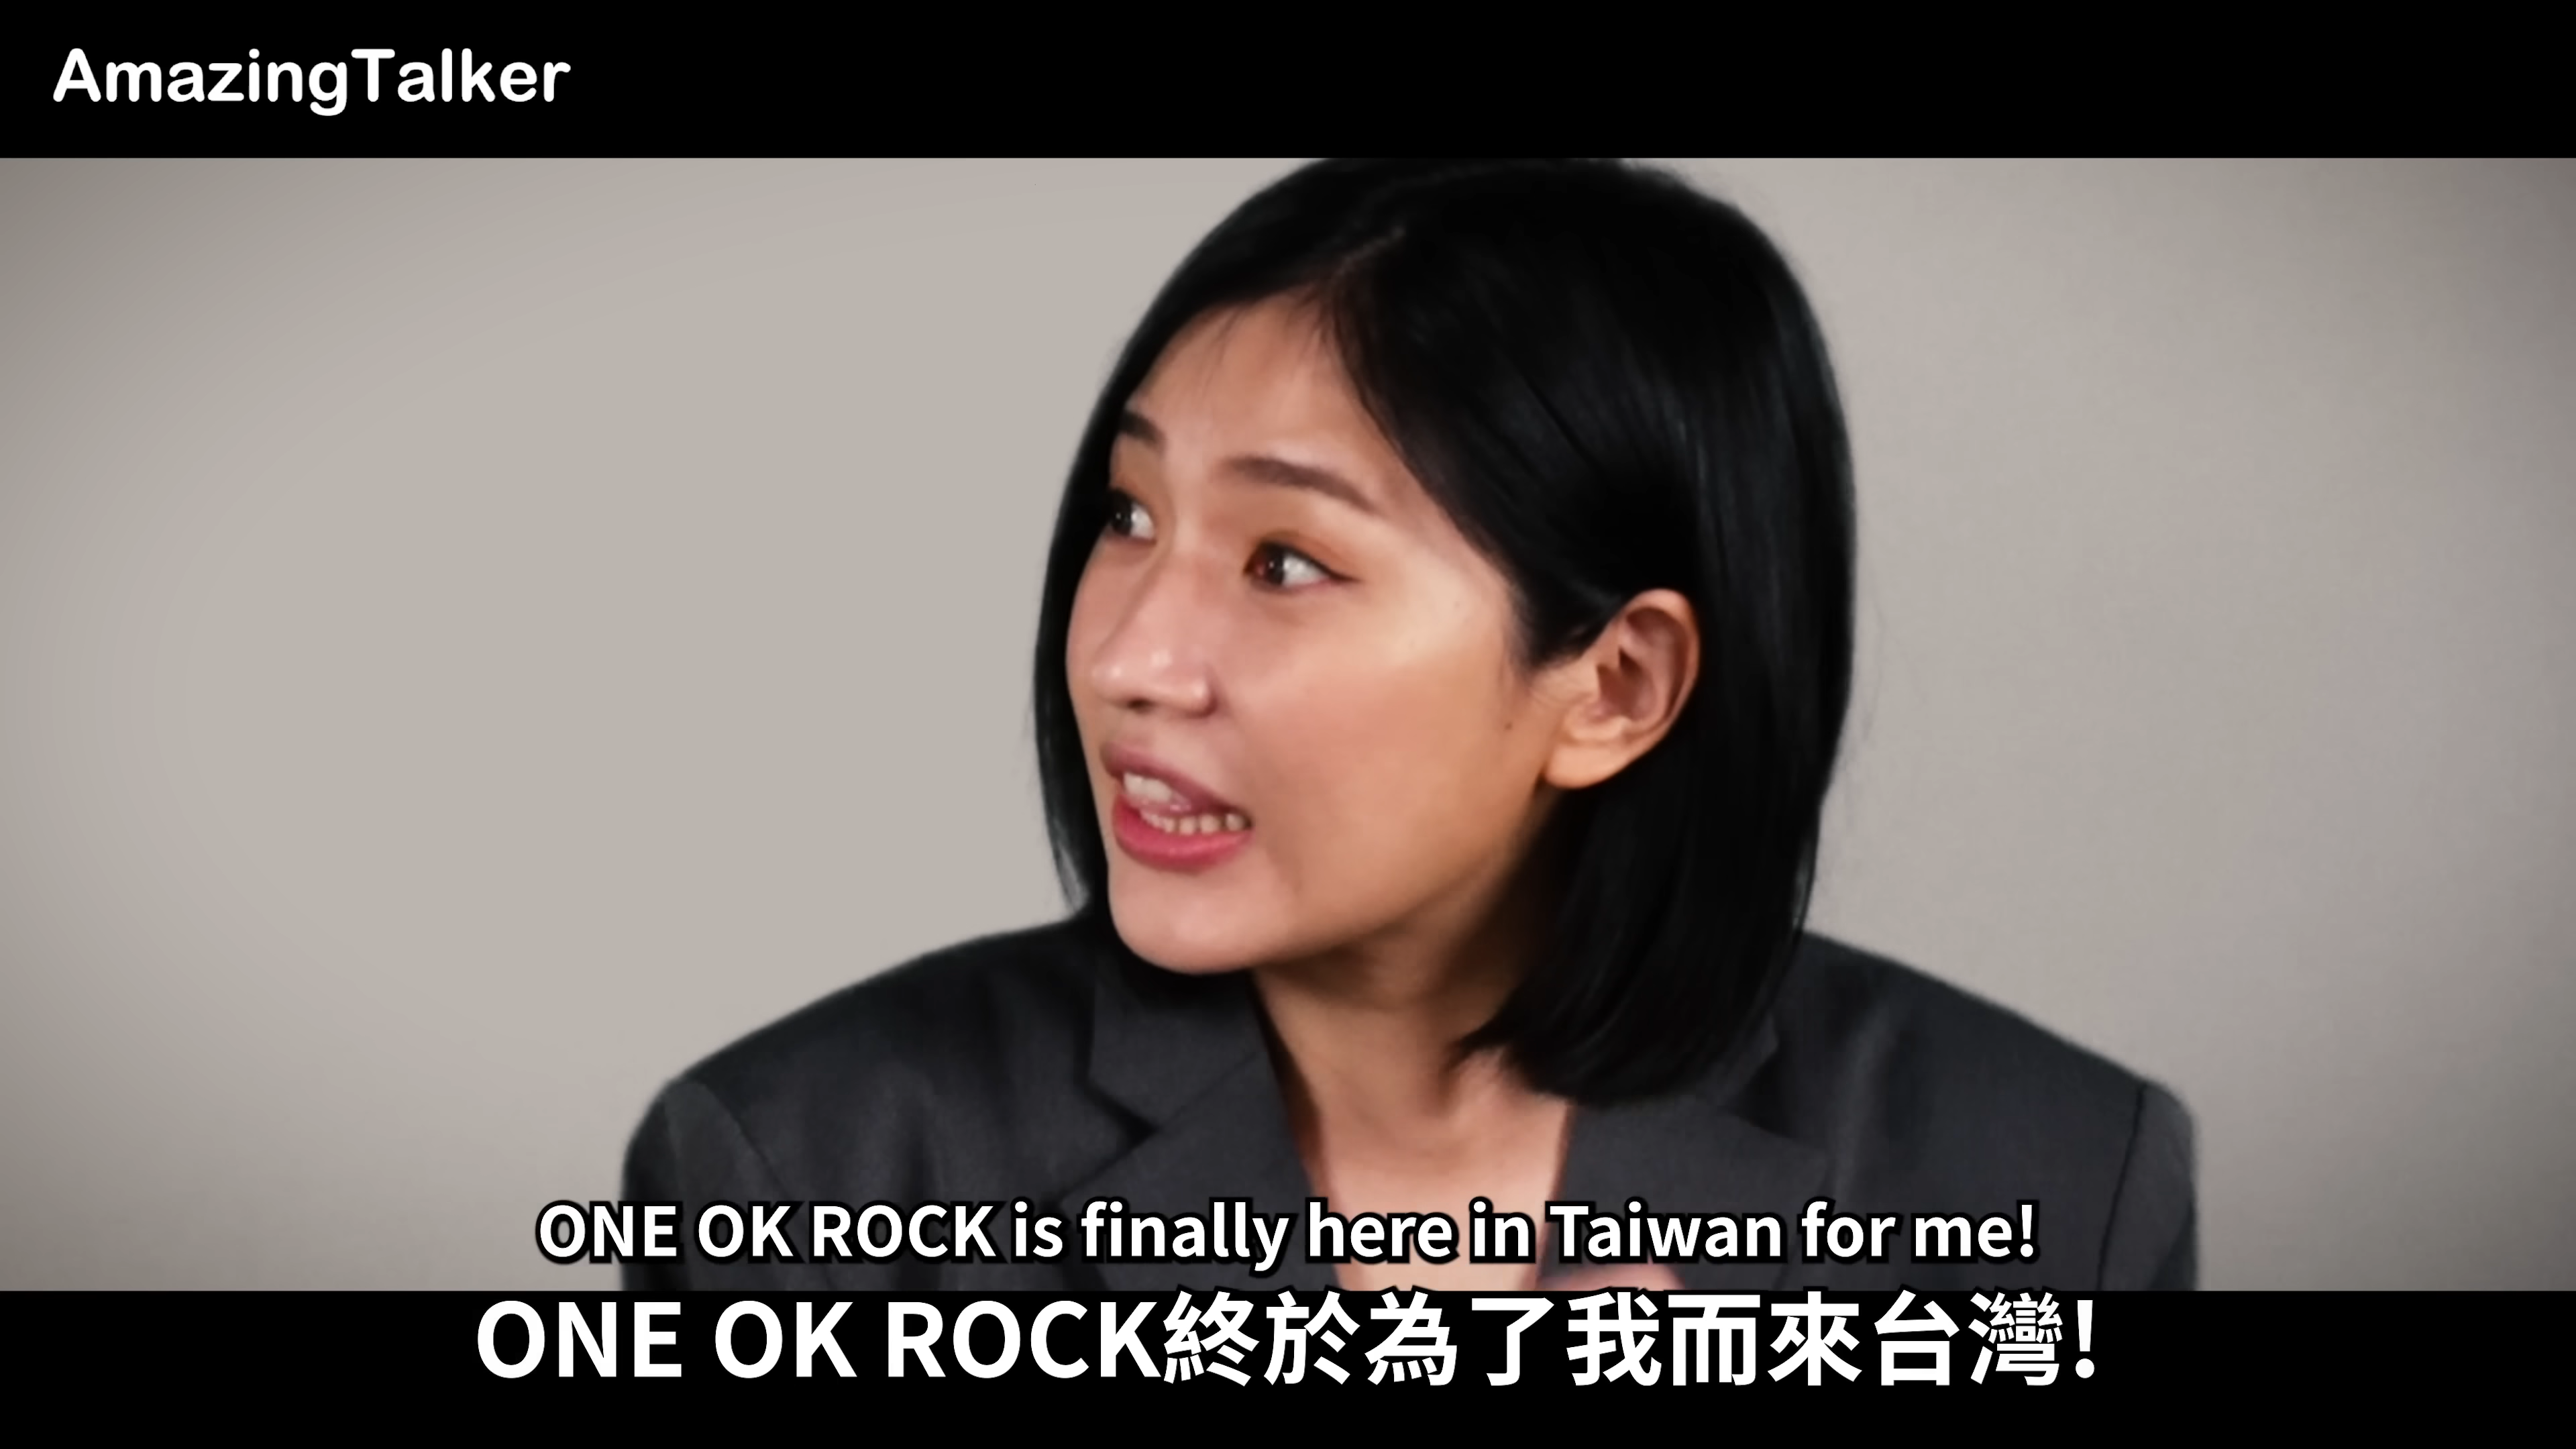 AmazingTalker
ONE OK ROCK is finally here in Taiwan for me!
ONE OK ROCK終於為了我而來台灣!